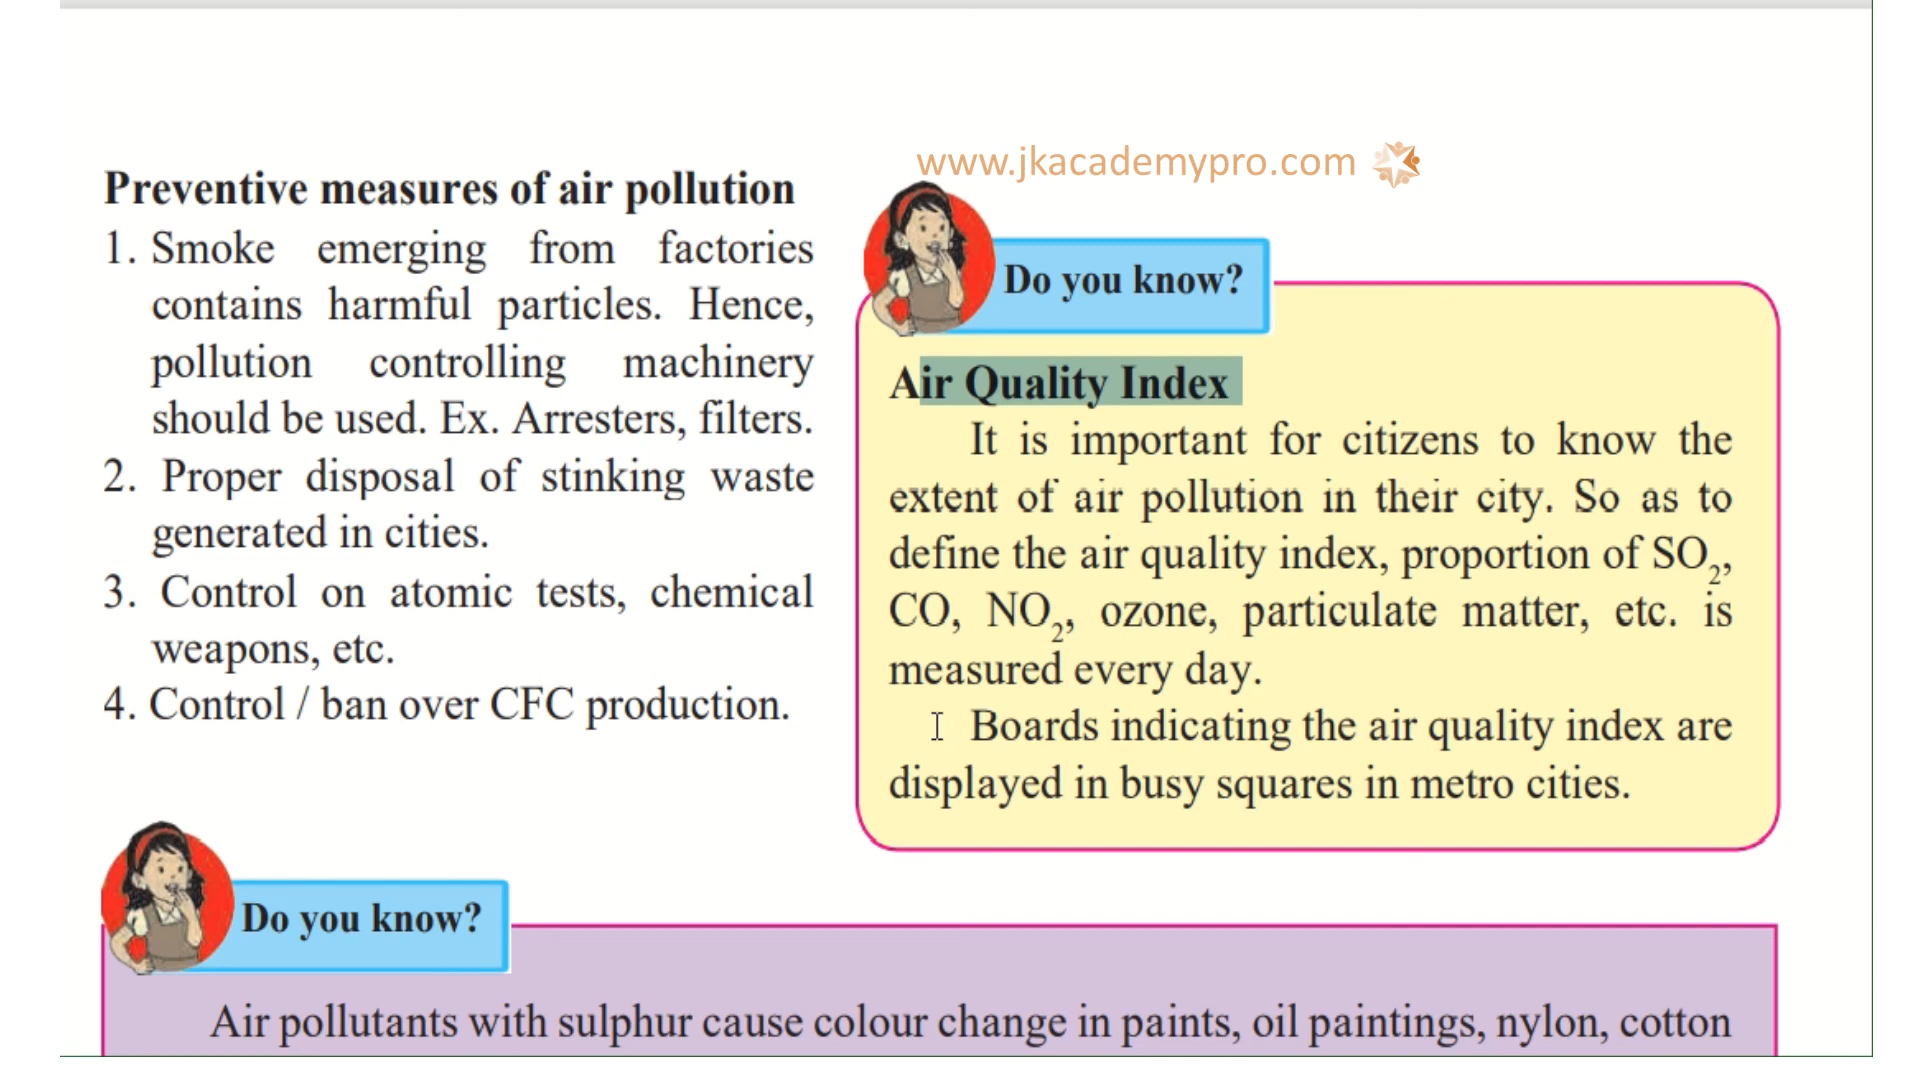 www.jkacademypro.com
Preventive measures of air pollution
1. Smoke emerging from factories
contains harmful particles. Hence,
pollution controlling machinery
should be used. Ex. Arresters, filters.
2. Proper disposal of stinking waste
generated in cities.
3. Control on atomic tests, chemical
weapons, etc.
4. Control / ban over CFC production.
Do you know?
Air Quality Index
It is important for citizens to know the
extent of air pollution in their city. So as to
define the air quality index, proportion of SO₂,
CO, NO₂, ozone, particulate matter, etc. is
measured every day.
Boards indicating the air quality index are
displayed in busy squares in metro cities.
Do you know?
Air pollutants with sulphur cause colour change in paints, oil paintings, nylon, cotton